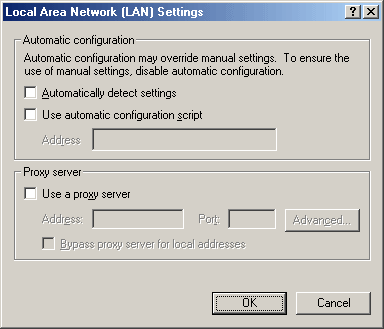 Local Area Network (LAN) Settings
Automatic configuration
Automatic configuration may override manual settings. To ensure the
use of manual settings, disable automatic configuration.
Automatically detect settings
Use automatic configuration script
Address
Proxy server
Use a proxy server
Address: Port: Advanced...
Bypass proxy server for local addresses
OK Cancel